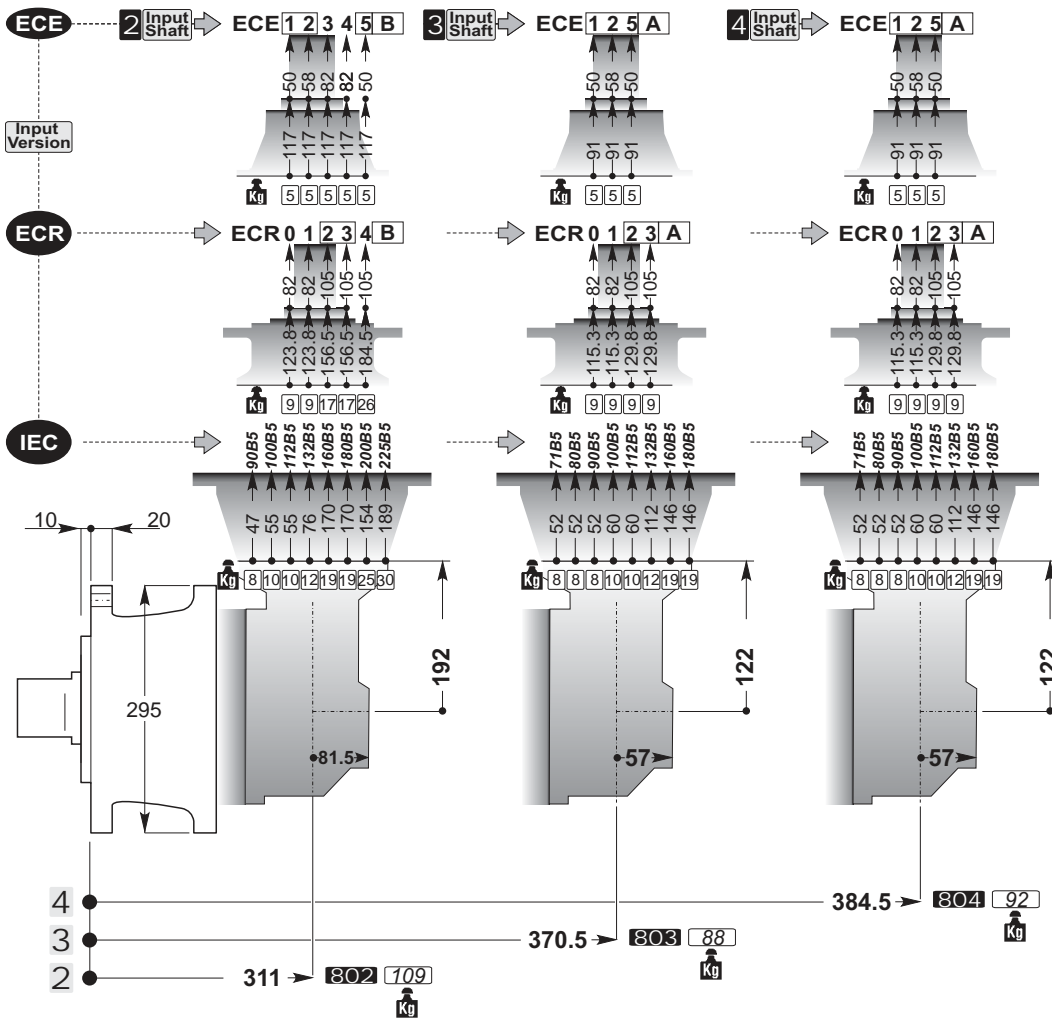 ECE 2 Input Shaft ECE 1 2 3 4 5 B 3 Input Shaft ECE 1 2 5 A 4 Input Shaft ECE 1 2 5 A
50 58 82 82 50 50 58 50 50 58 50
Input Version
117 117 117 117 117 91 91 91 91 91 91
Kg 5 5 5 5 5 Kg 5 5 5 Kg 5 5 5
ECR ECR 0 1 2 3 4 B ECR 0 1 2 3 A ECR 0 1 2 3 A
82 82 105 105 105 82 82 105 105 82 82 105 105
123.8 123.8 156.5 156.5 184.5 115.3 115.3 129.8 129.8 115.3 115.3 129.8 129.8
Kg 9 9 17 17 26 Kg 9 9 9 9 Kg 9 9 9 9
IEC 90B5 100B5 112B5 132B5 160B5 180B5 200B5 225B5 71B5 80B5 90B5 100B5 112B5 132B5 160B5 180B5 71B5 80B5 90B5 100B5 112B5 132B5 160B5 180B5
10 20 47 55 55 76 170 170 154 189 52 52 52 60 60 112 146 146 52 52 52 60 60 112 146 146
Kg 8 10 10 12 19 19 25 30 Kg 8 8 8 10 10 12 19 19 Kg 8 8 8 10 10 12 19 19
192 122 122
295
81.5 57 57
4 384.5 804 92
Kg
3 370.5 803 88
Kg
2 311 802 109
Kg